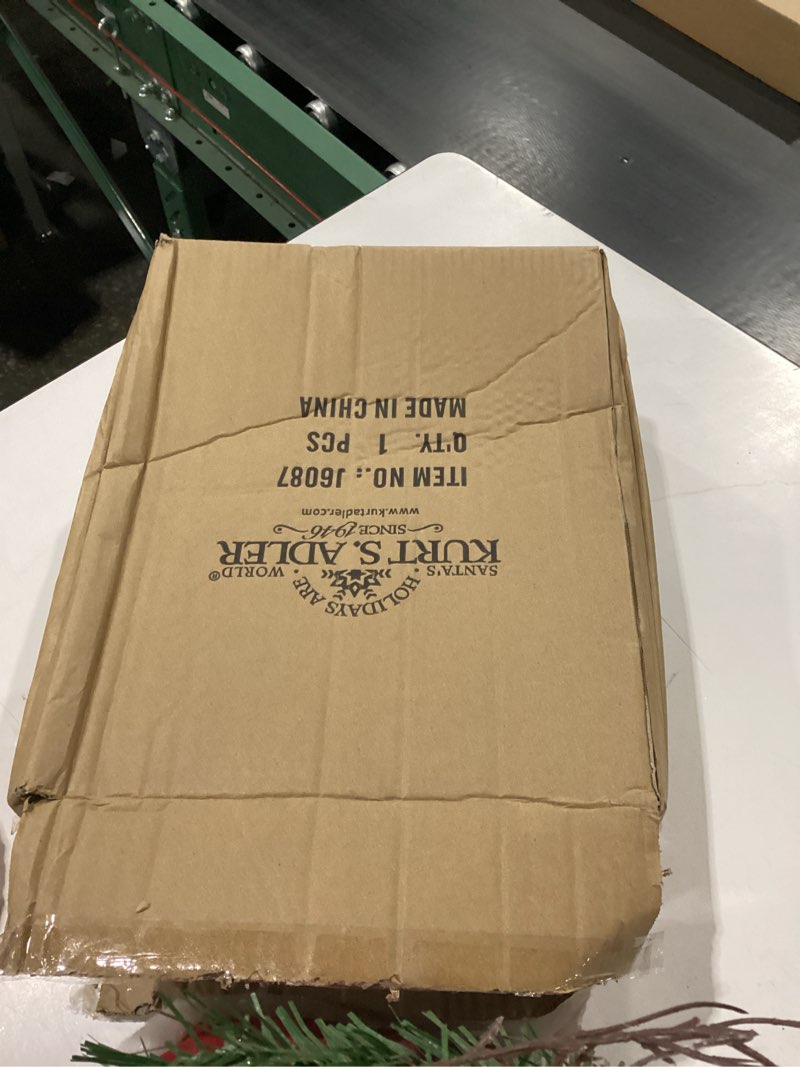 • HOLIDAYS ARE •
SANTA'S WORLD®
KURT S. ADLER
SINCE 1946
www.kurtadler.com
ITEM NO.: J6087
Q'TY. 1 PCS
MADE IN CHINA